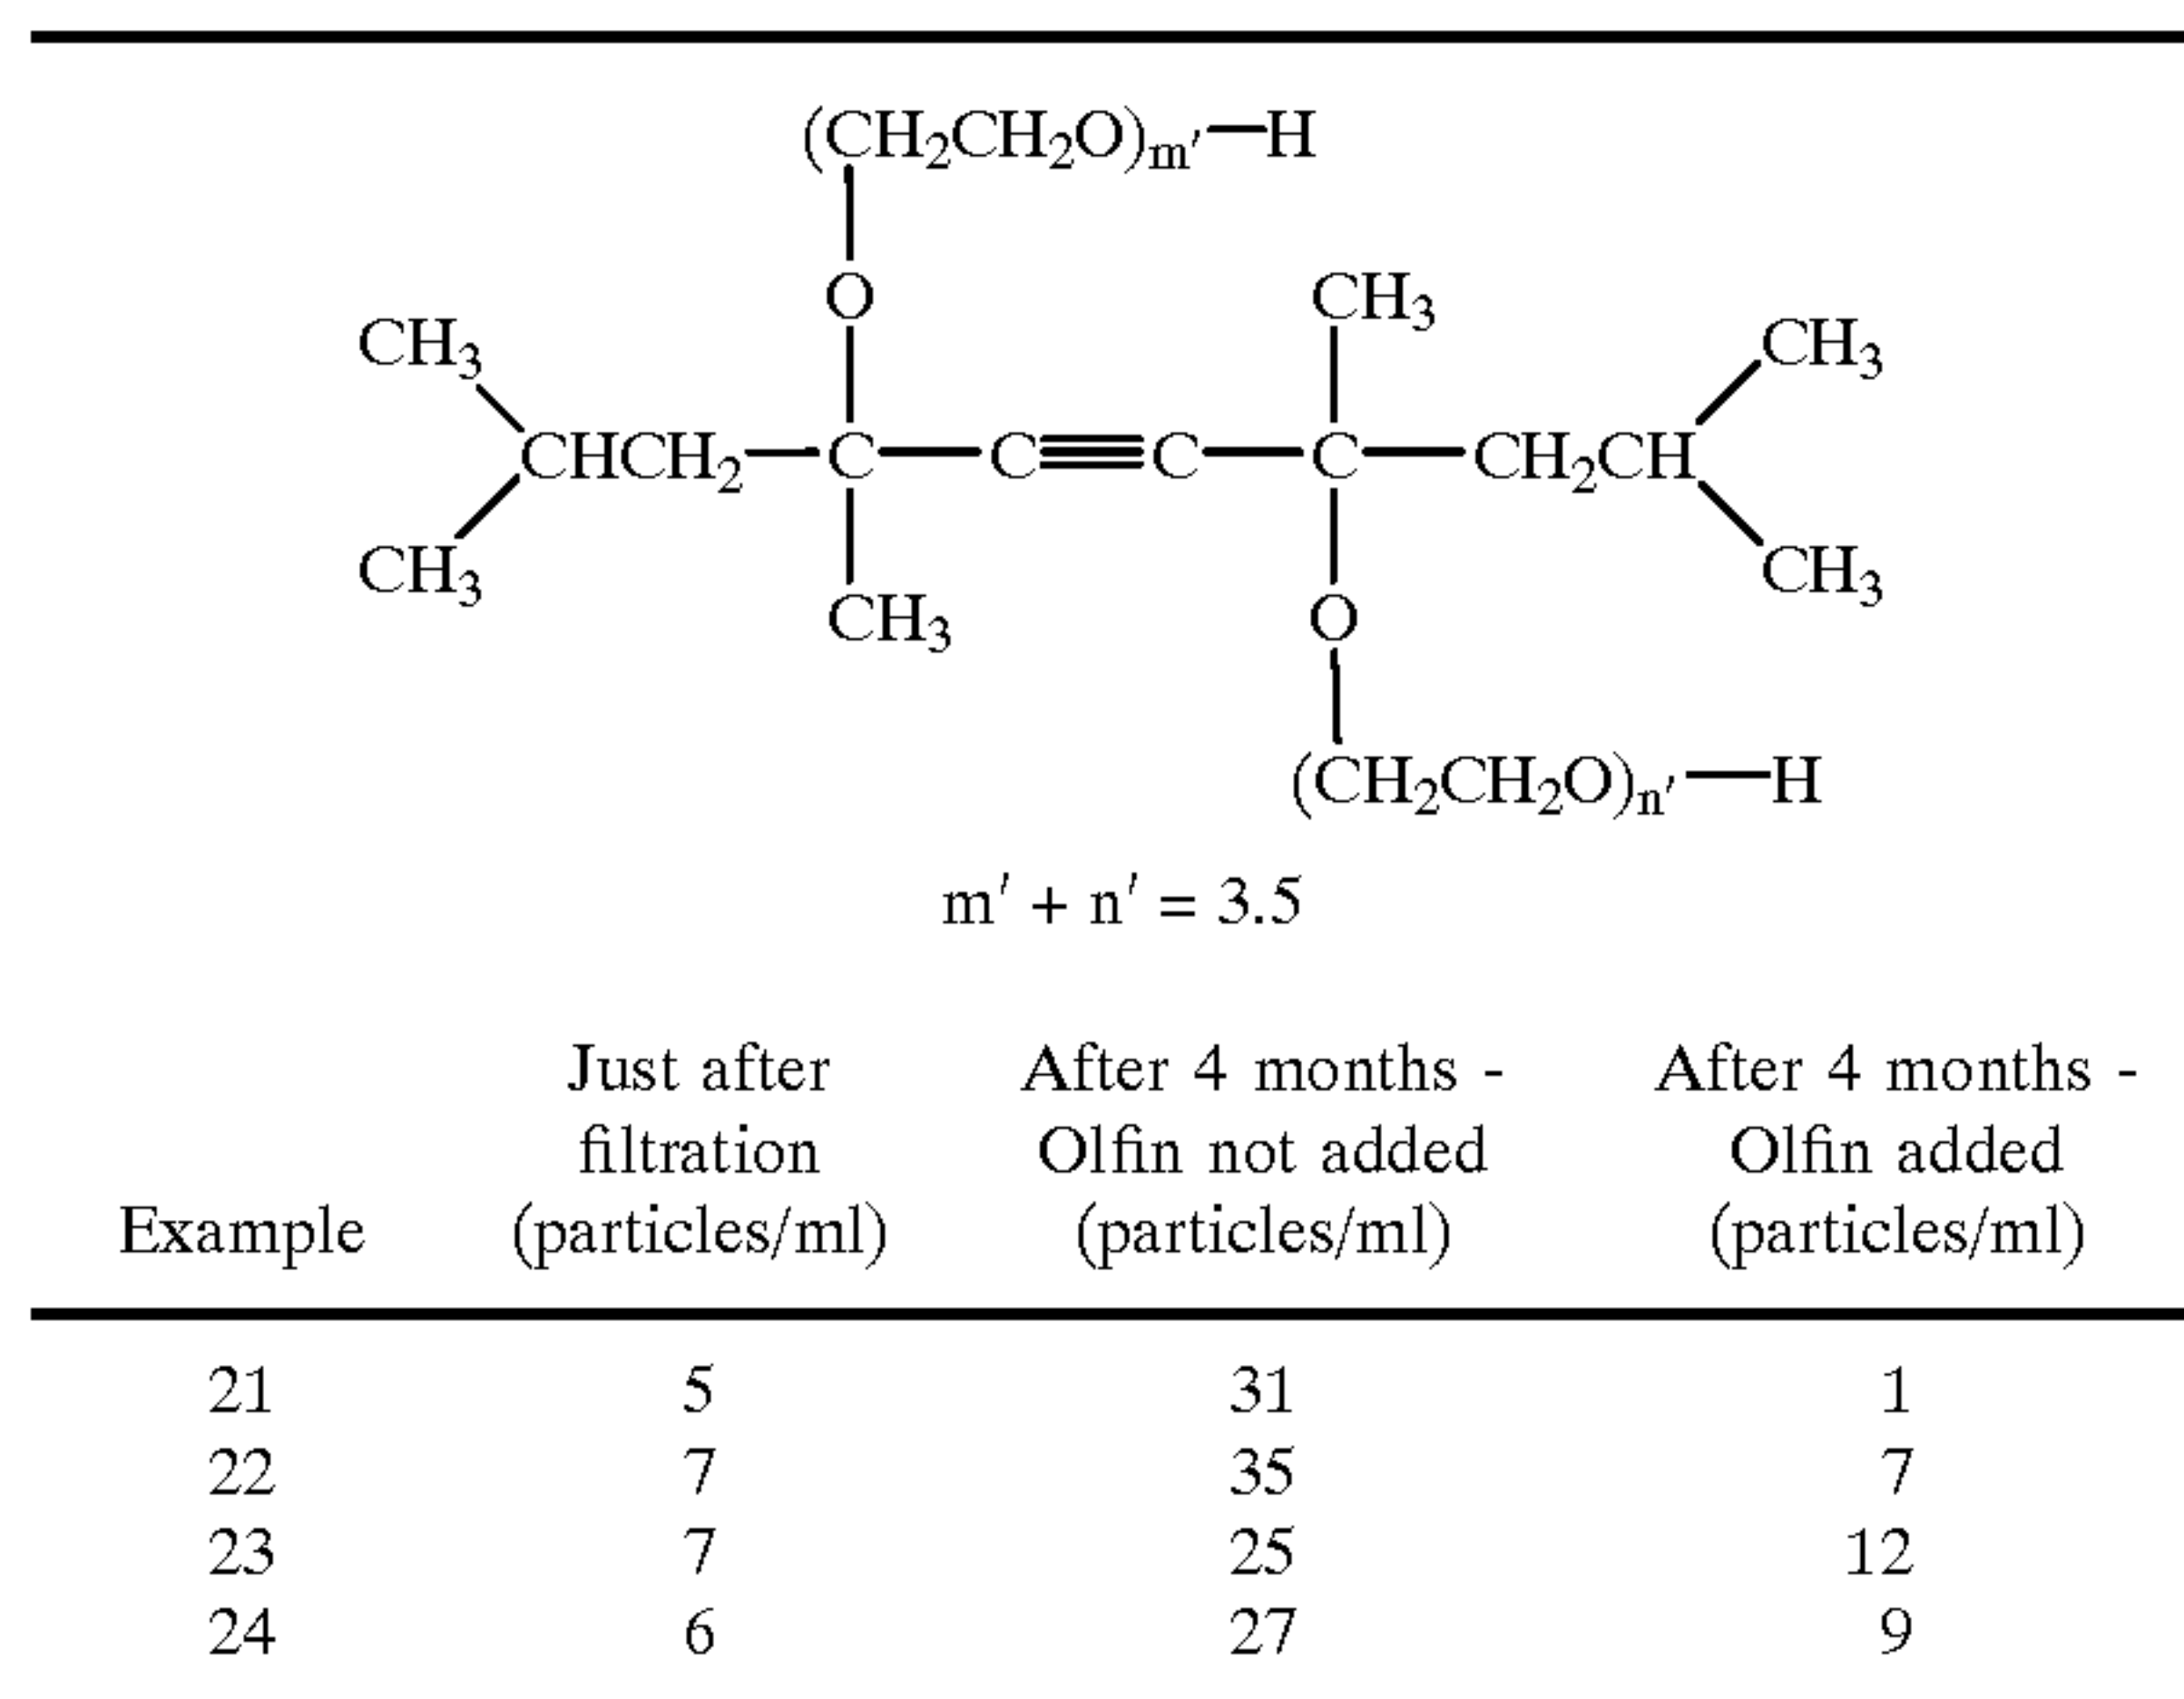 (CH₂CH₂O)m′—H
O CH₃
CH₃ CH₃
CHCH₂—C—C≡C—C—CH₂CH
CH₃ CH₃
CH₃ O
(CH₂CH₂O)n′—H
m′ + n′ = 3.5
Just after After 4 months - After 4 months -
filtration Olfin not added Olfin added
Example (particles/ml) (particles/ml) (particles/ml)
21 5 31 1
22 7 35 7
23 7 25 12
24 6 27 9